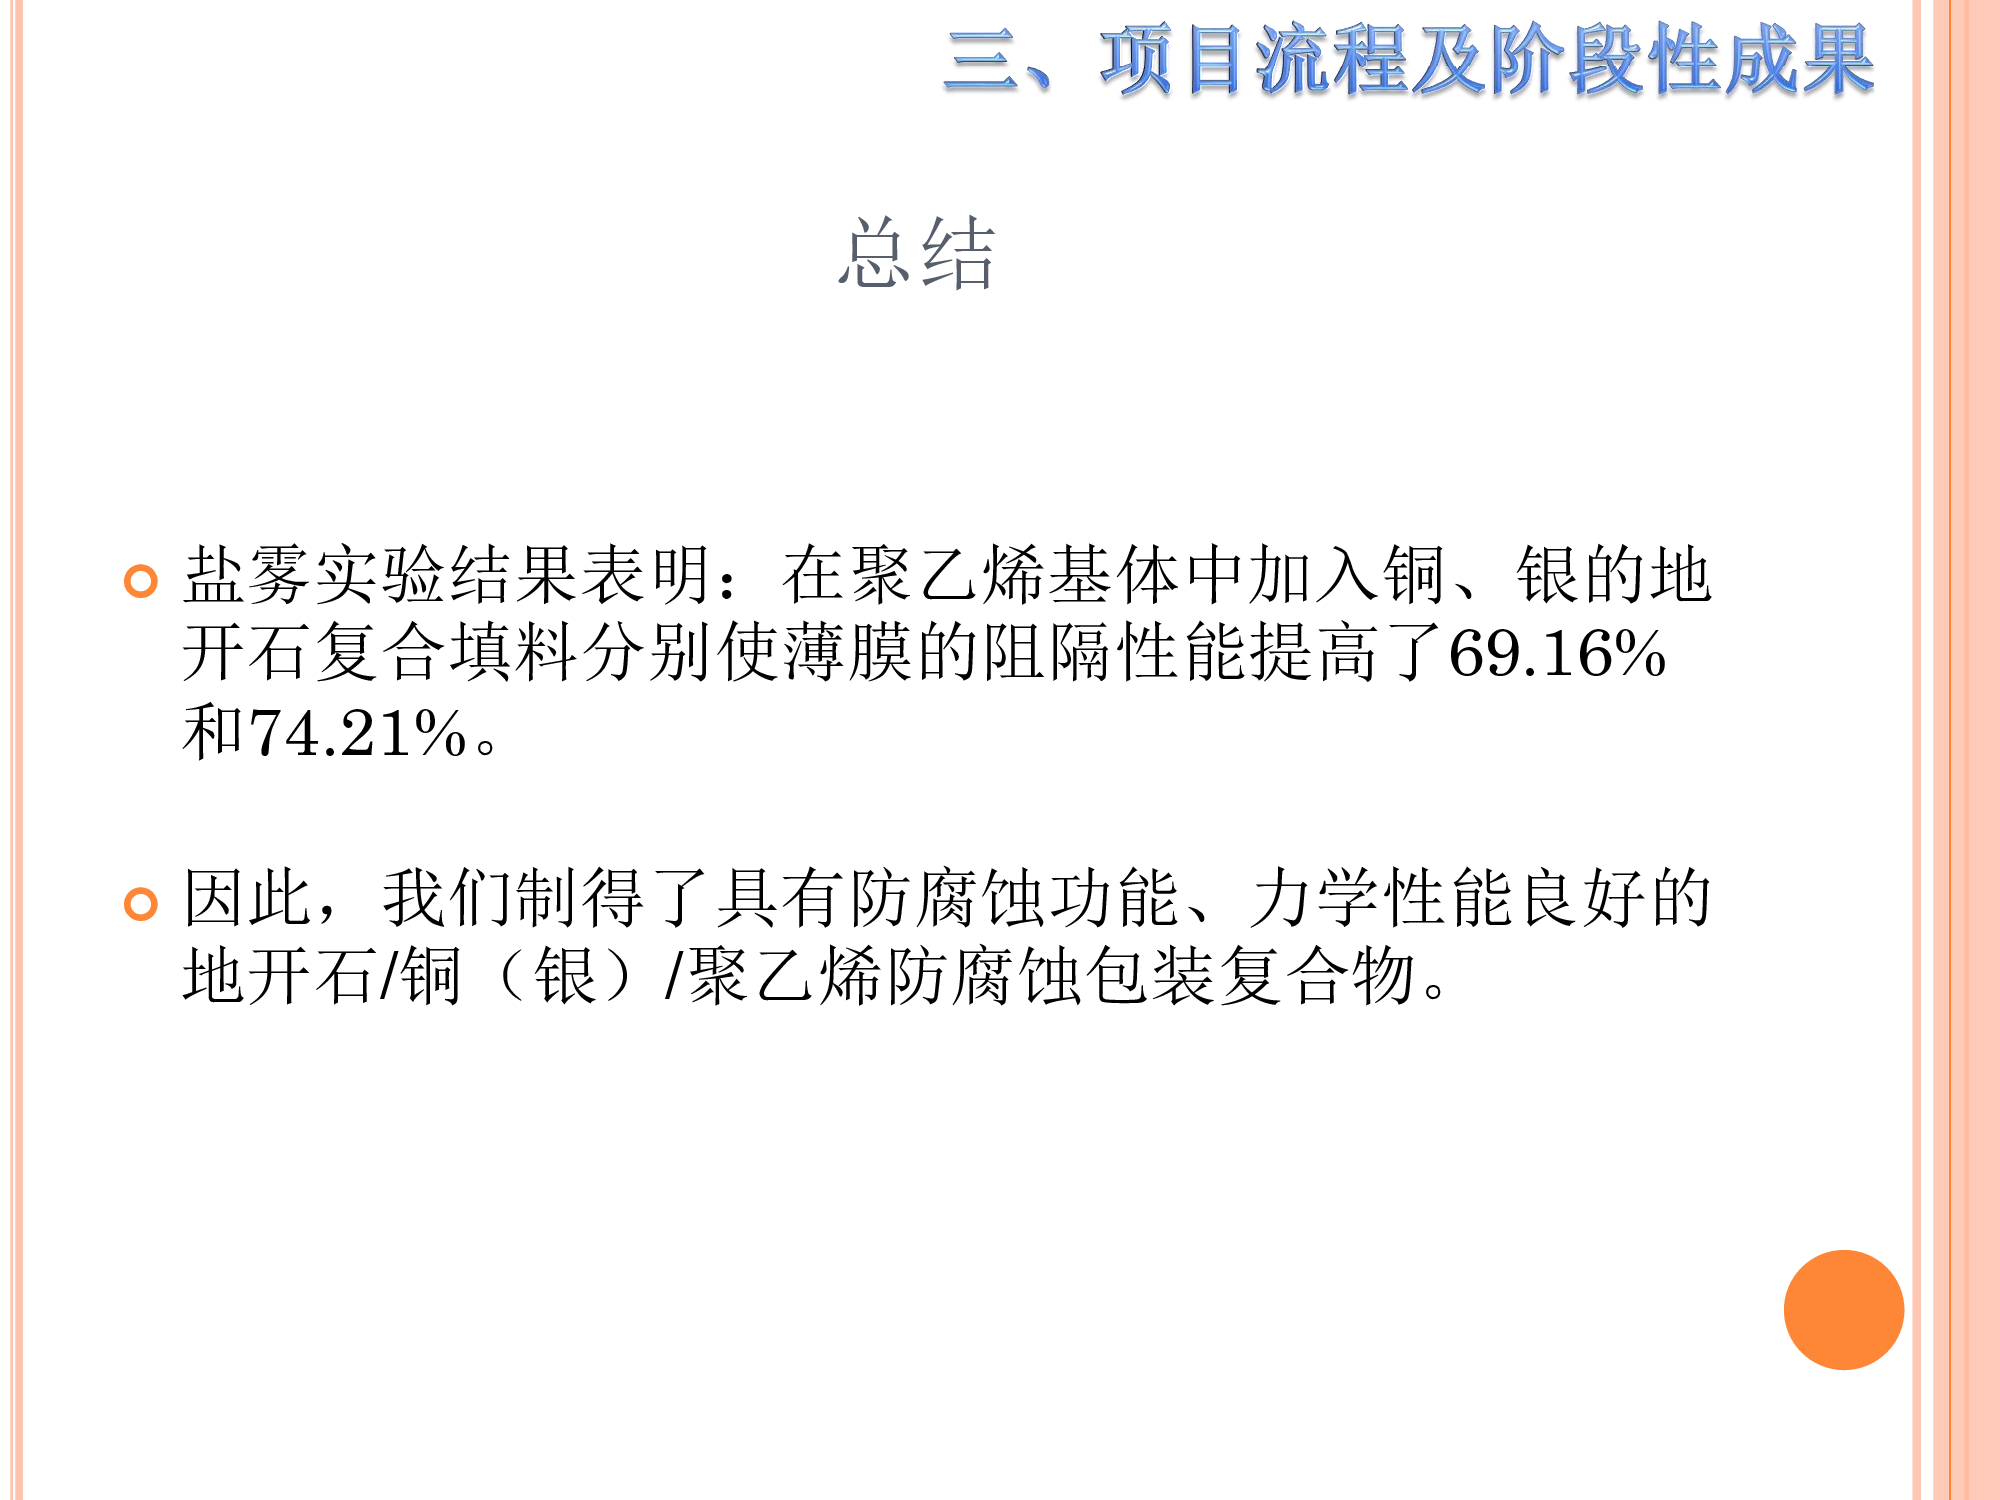 三、项目流程及阶段性成果
总结
盐雾实验结果表明：在聚乙烯基体中加入铜、银的地
开石复合填料分别使薄膜的阻隔性能提高了69.16%
和74.21%。
因此，我们制得了具有防腐蚀功能、力学性能良好的
地开石/铜（银）/聚乙烯防腐蚀包装复合物。